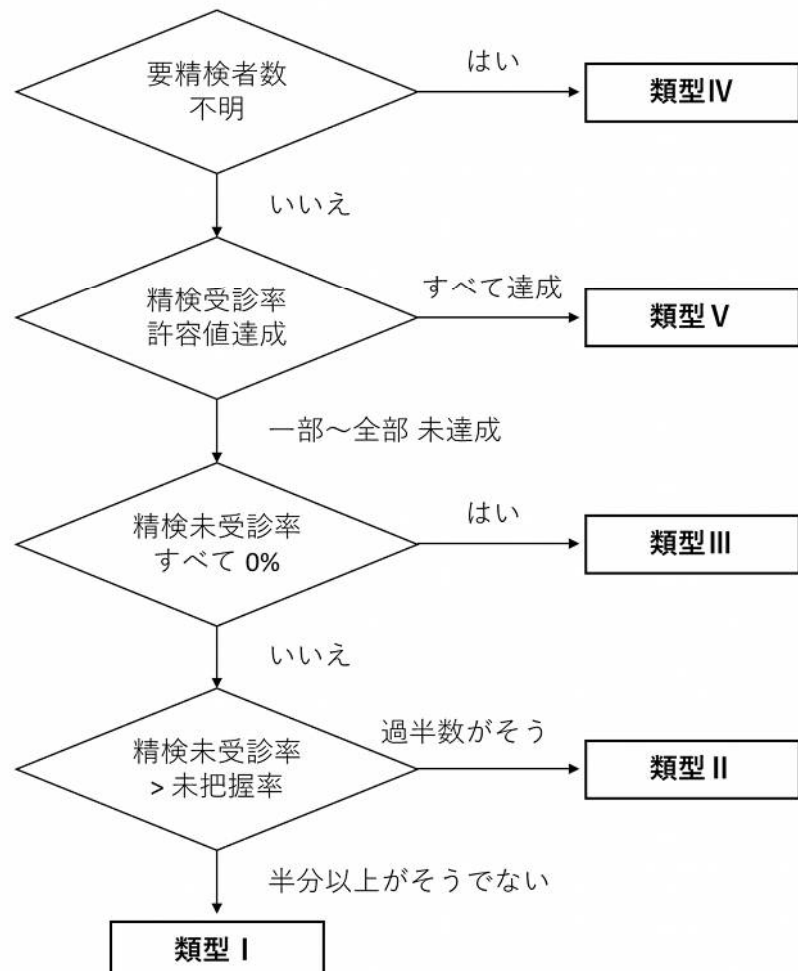 要精検者数
不明
はい
類型Ⅳ
いいえ
精検受診率
許容値達成
すべて達成
類型Ⅴ
一部～全部 未達成
精検未受診率
すべて 0%
はい
類型Ⅲ
いいえ
精検未受診率
> 未把握率
過半数がそう
類型Ⅱ
半分以上がそうでない
類型Ⅰ